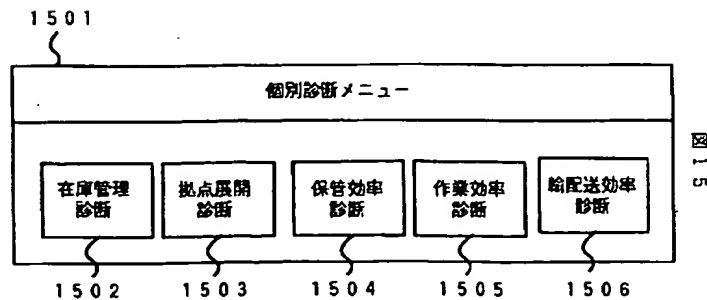 1501
個別診断メニュー
在庫管理
診断
拠点展開
診断
保管効率
診断
作業効率
診断
輸配送効率
診断
1502
1503
1504
1505
1506
図15